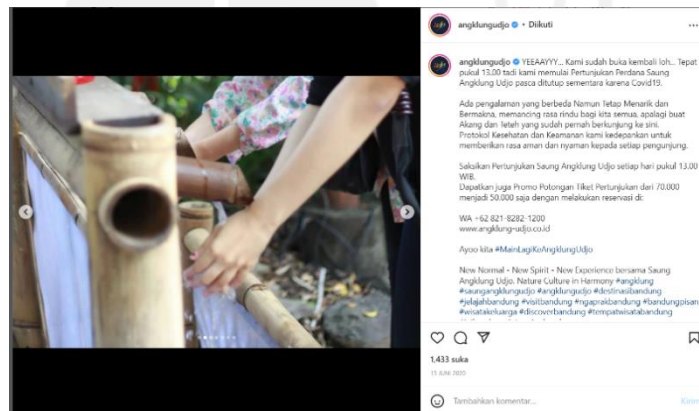 angklungudjo • Diikuti
angklungudjo YEEAAYYY... Kami sudah buka kembali loh... Tepat
pukul 13.00 tadi kami memulai Pertunjukan Perdana Saung
Angklung Udjo pasca ditutup sementara karena Covid19.
Ada pengalaman yang berbeda Namun Tetap Menarik dan
Bermakna, memancing rasa rindu bagi kita semua, apalagi buat
Akang dan Teteh yang sudah pernah berkunjung ke sini.
Protokol Kesehatan dan Keamanan kami kedepankan untuk
memberikan rasa aman dan nyaman kepada setiap pengunjung.
Saksikan Pertunjukan Saung Angklung Udjo setiap hari pukul 13.00
WIB.
Dapatkan juga Promo Potongan Tiket Pertunjukan dari 70.000
menjadi 50.000 saja dengan melakukan reservasi di:
WA +62 821-8282-1200
www.angklung-udjo.co.id
Ayoo kita #MainLagiKeAngklungUdjo
New Normal • New Spirit • New Experience bersama Saung
Angklung Udjo. Nature Culture in Harmony #angklung
#saungangklungudjo #angklungudjo #destinasibandung
#jelajahbandung #visitbandung #ngaprakbandung #bandungpisan
#wisatakeluarga #discoverbandung #tempatwisatabandung
1,433 suka
15 JUNI 2020
Tambahkan komentar...